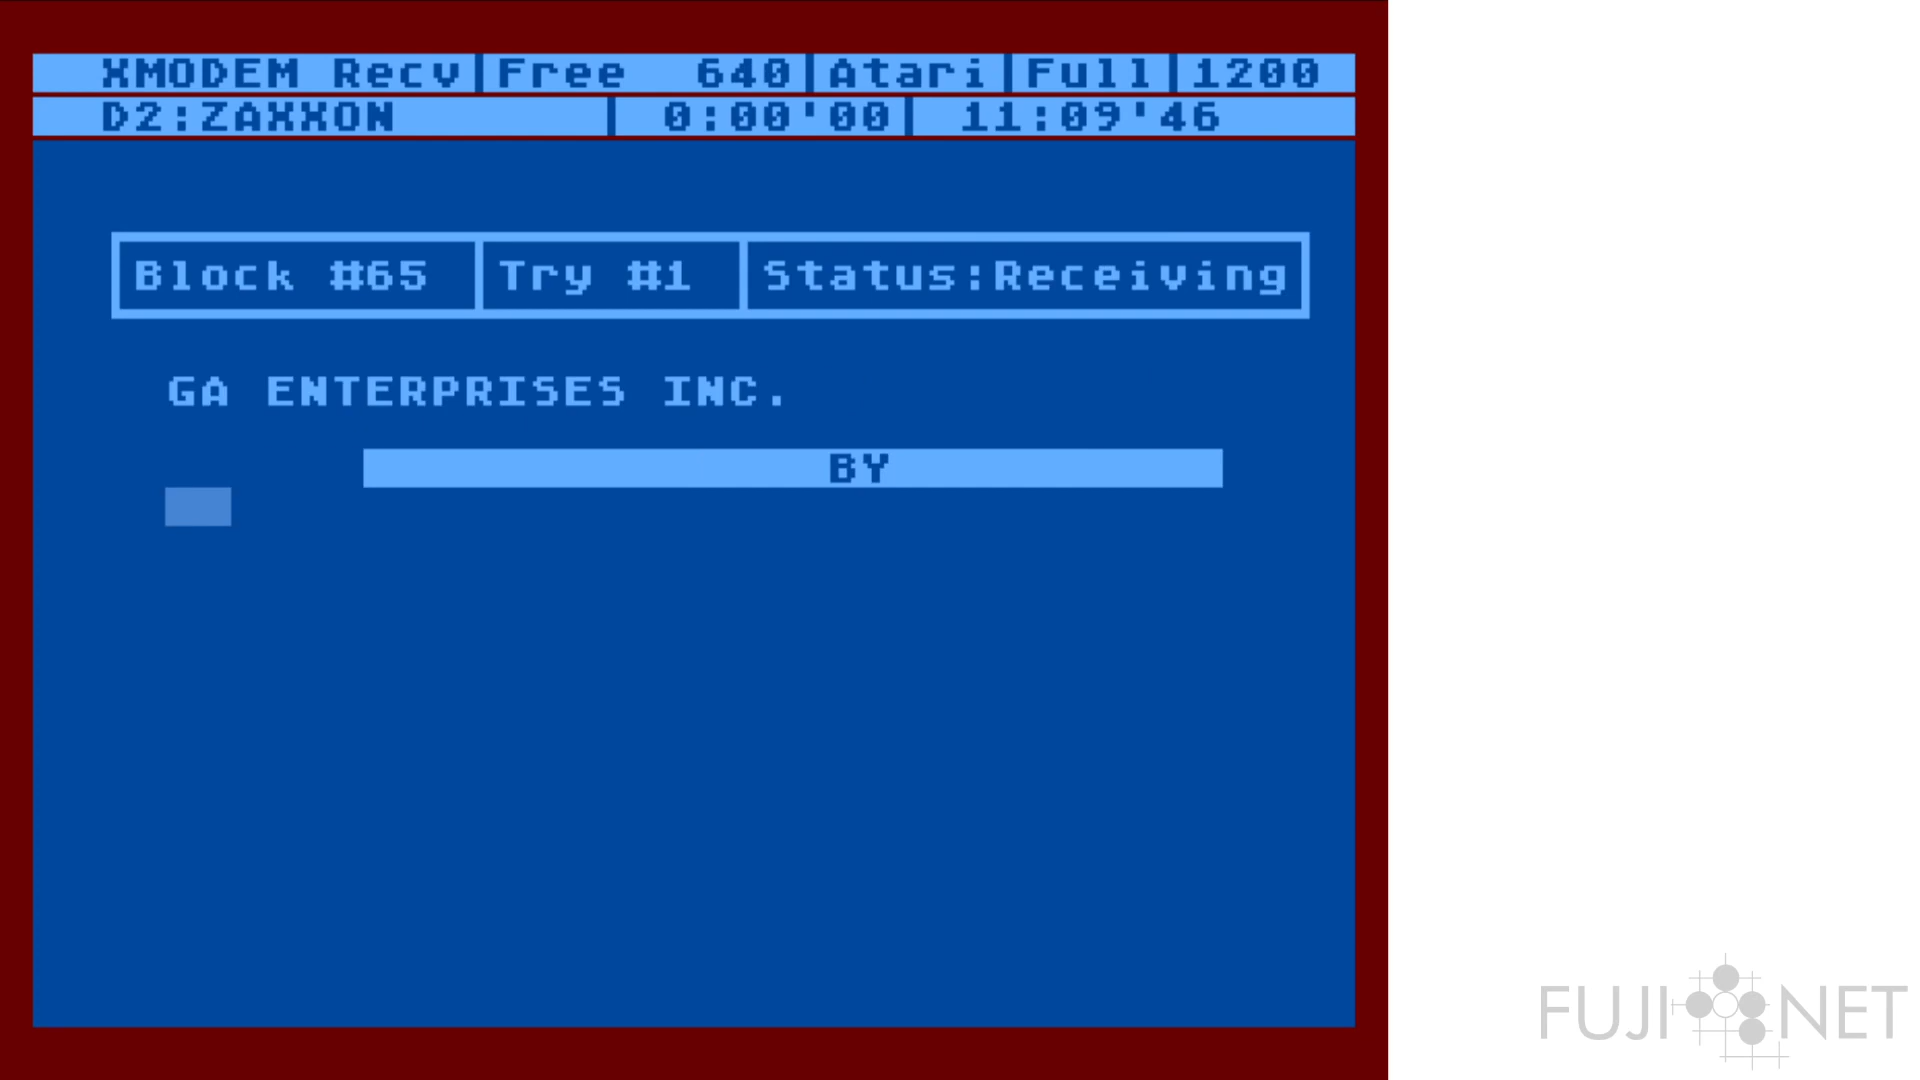 XMODEM Recv|Free 640|Atari|Full|1200
D2:ZAXXON | 0:00'00| 11:09'46
Block #65 Try #1 Status:Receiving
GA ENTERPRISES INC.
BY
FUJINET